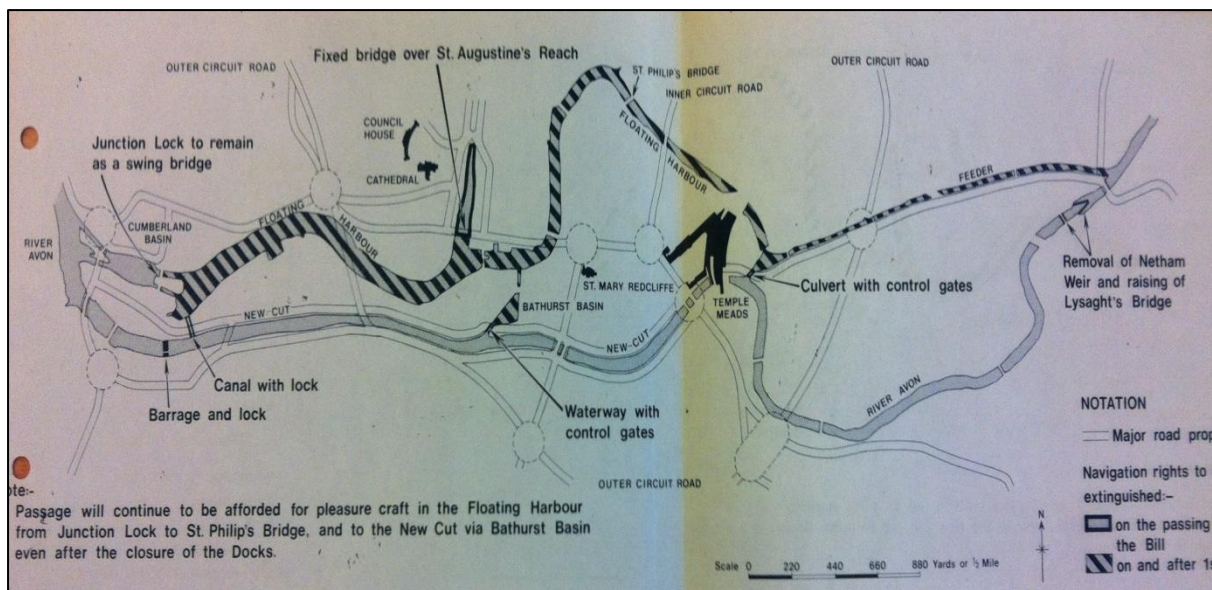 Fixed bridge over St. Augustine's Reach
OUTER CIRCUIT ROAD
ST. PHILIP'S BRIDGE
INNER CIRCUIT ROAD
OUTER CIRCUIT ROAD
COUNCIL
HOUSE
CATHEDRAL
Junction Lock to remain
as a swing bridge
FLOATING
HARBOUR
FEEDER
CUMBERLAND
BASIN
FLOATING
HARBOUR
RIVER
AVON
ST. MARY REDCLIFFE
TEMPLE
MEADS
Culvert with control gates
Removal of Netham
Weir and raising of
Lysaght's Bridge
BATHURST BASIN
NEW CUT
NEW CUT
Canal with lock
Barrage and lock
Waterway with
control gates
RIVER AVON
OUTER CIRCUIT ROAD
NOTATION
Major road prop
Navigation rights to
extinguished:-
on the passing
the Bill
on and after 1s
N
Scale 0 220 440 660 880 Yards or ½ Mile
ote:-
Passage will continue to be afforded for pleasure craft in the Floating Harbour
from Junction Lock to St. Philip's Bridge, and to the New Cut via Bathurst Basin
even after the closure of the Docks.